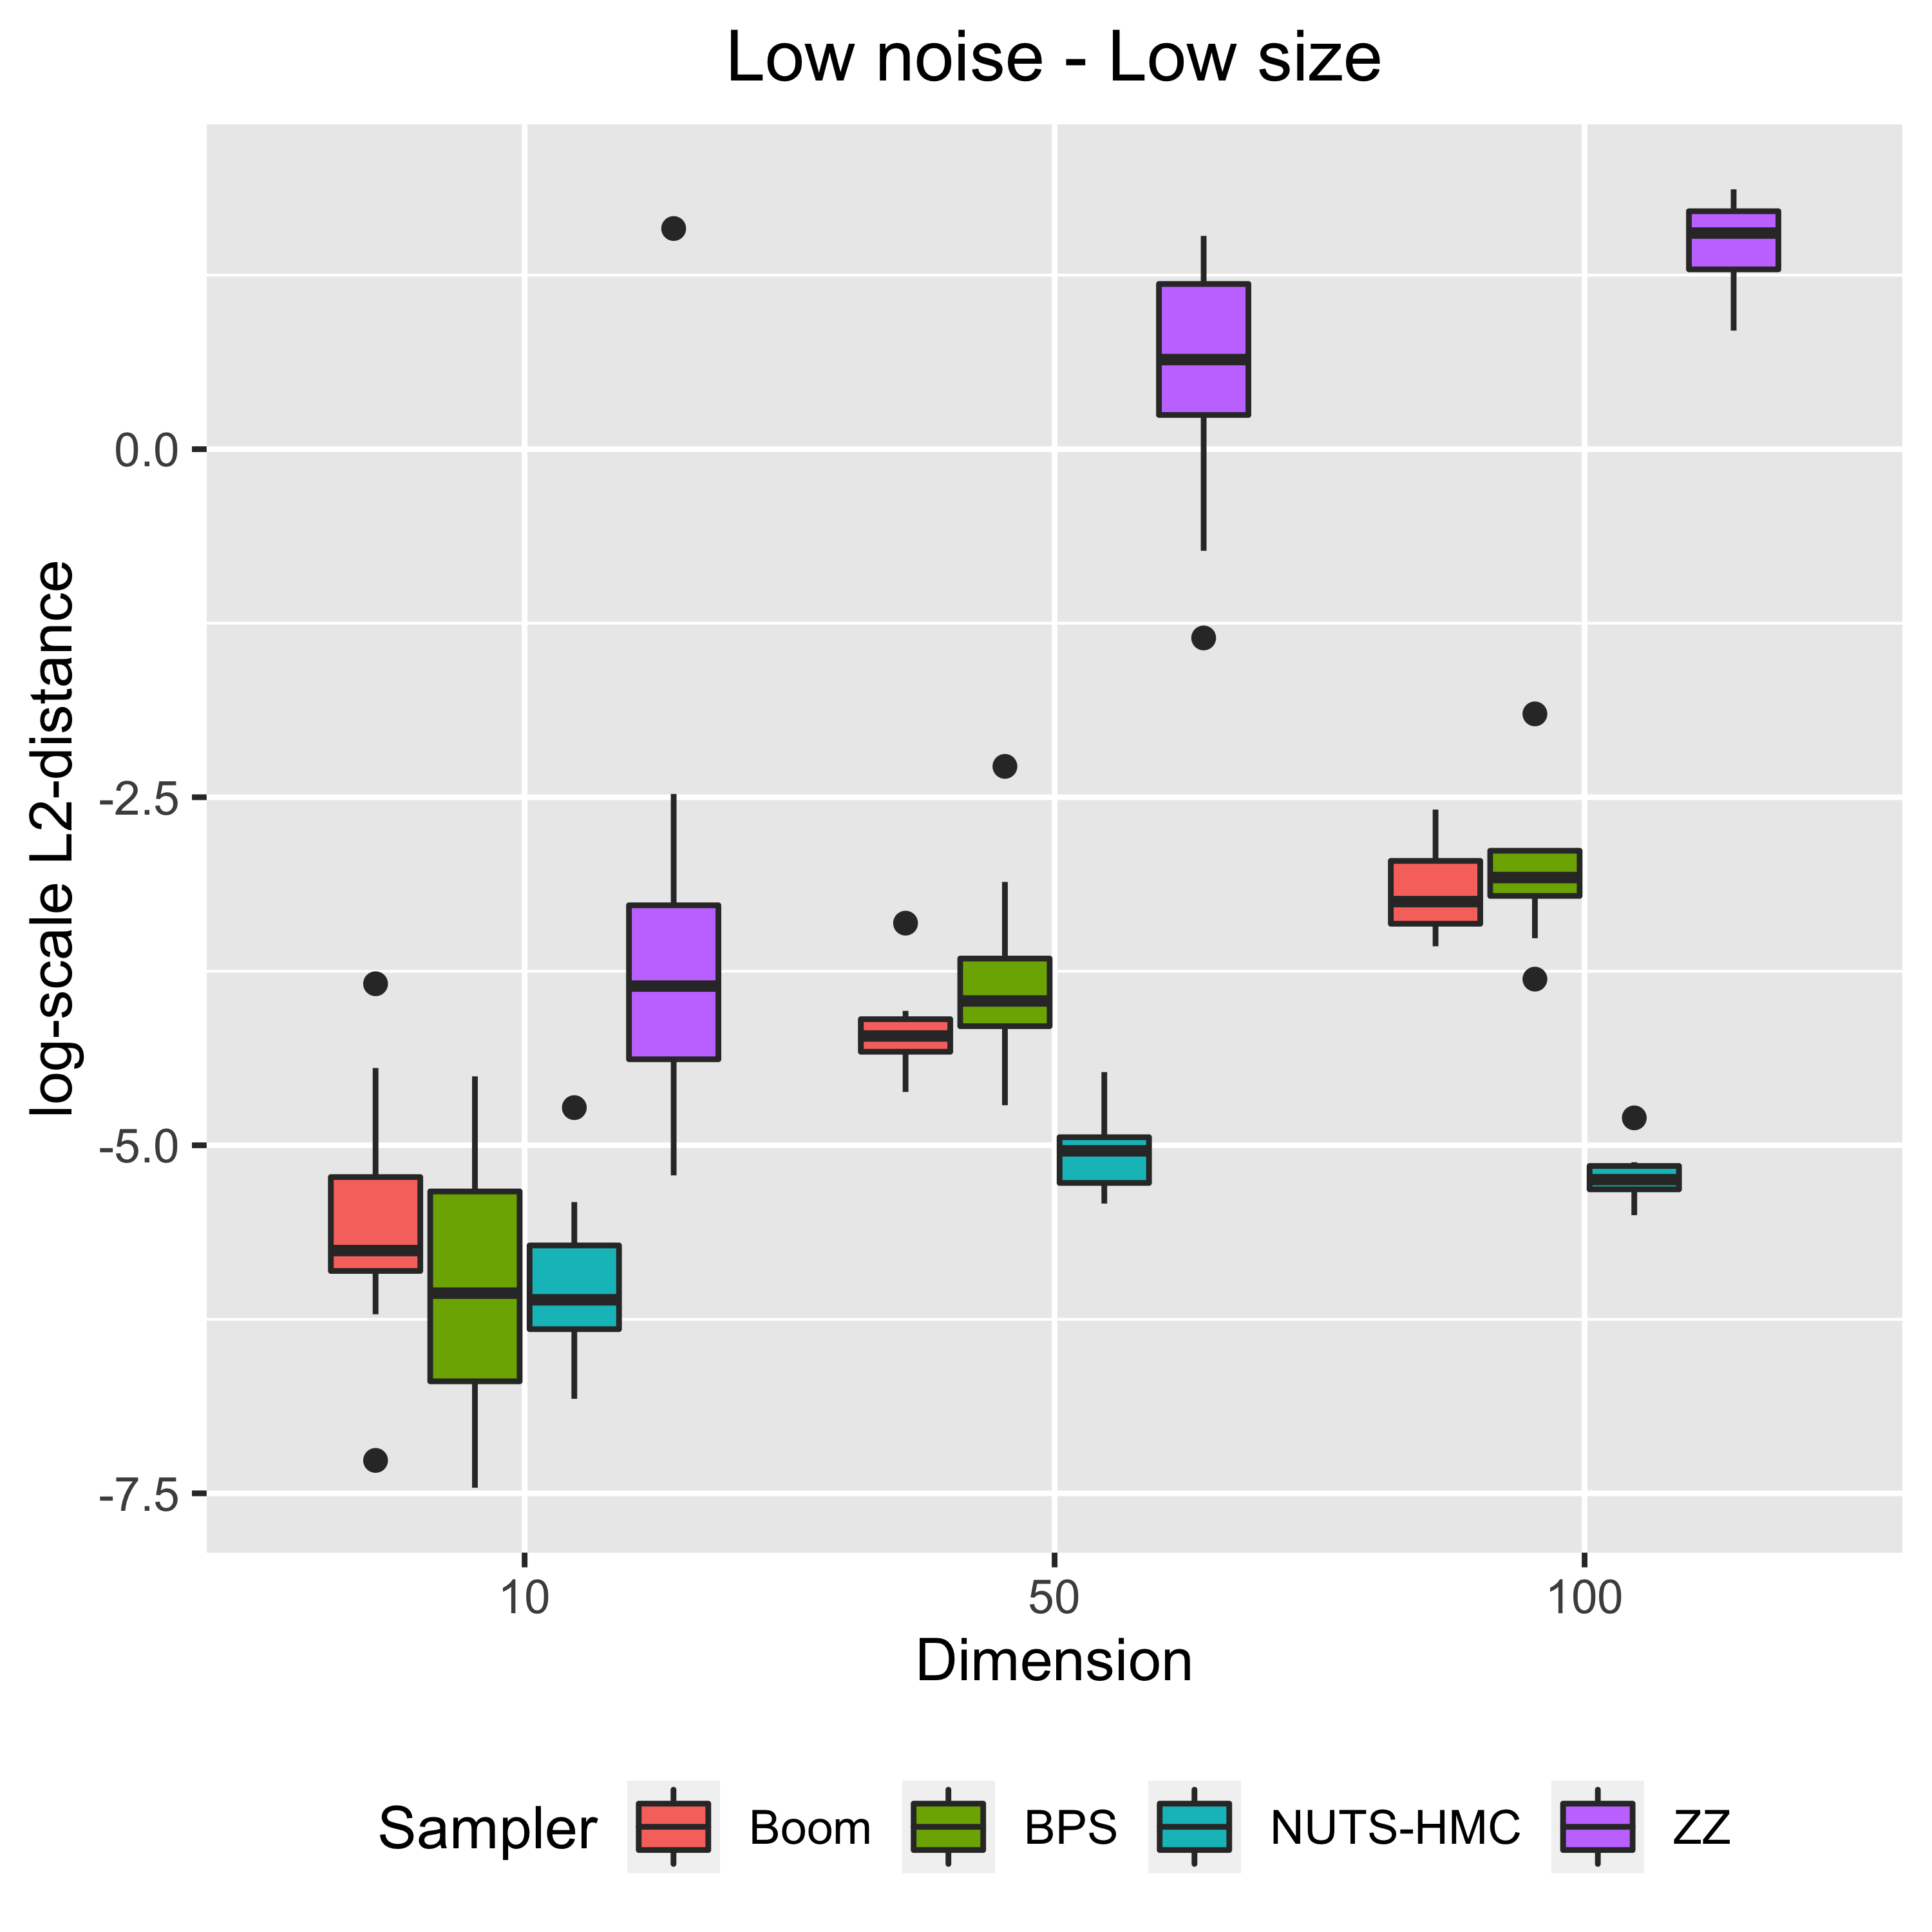 Low noise - Low size
log-scale L2-distance
0.0
-2.5
-5.0
-7.5
10 50 100
Dimension
Sampler Boom BPS NUTS-HMC ZZ